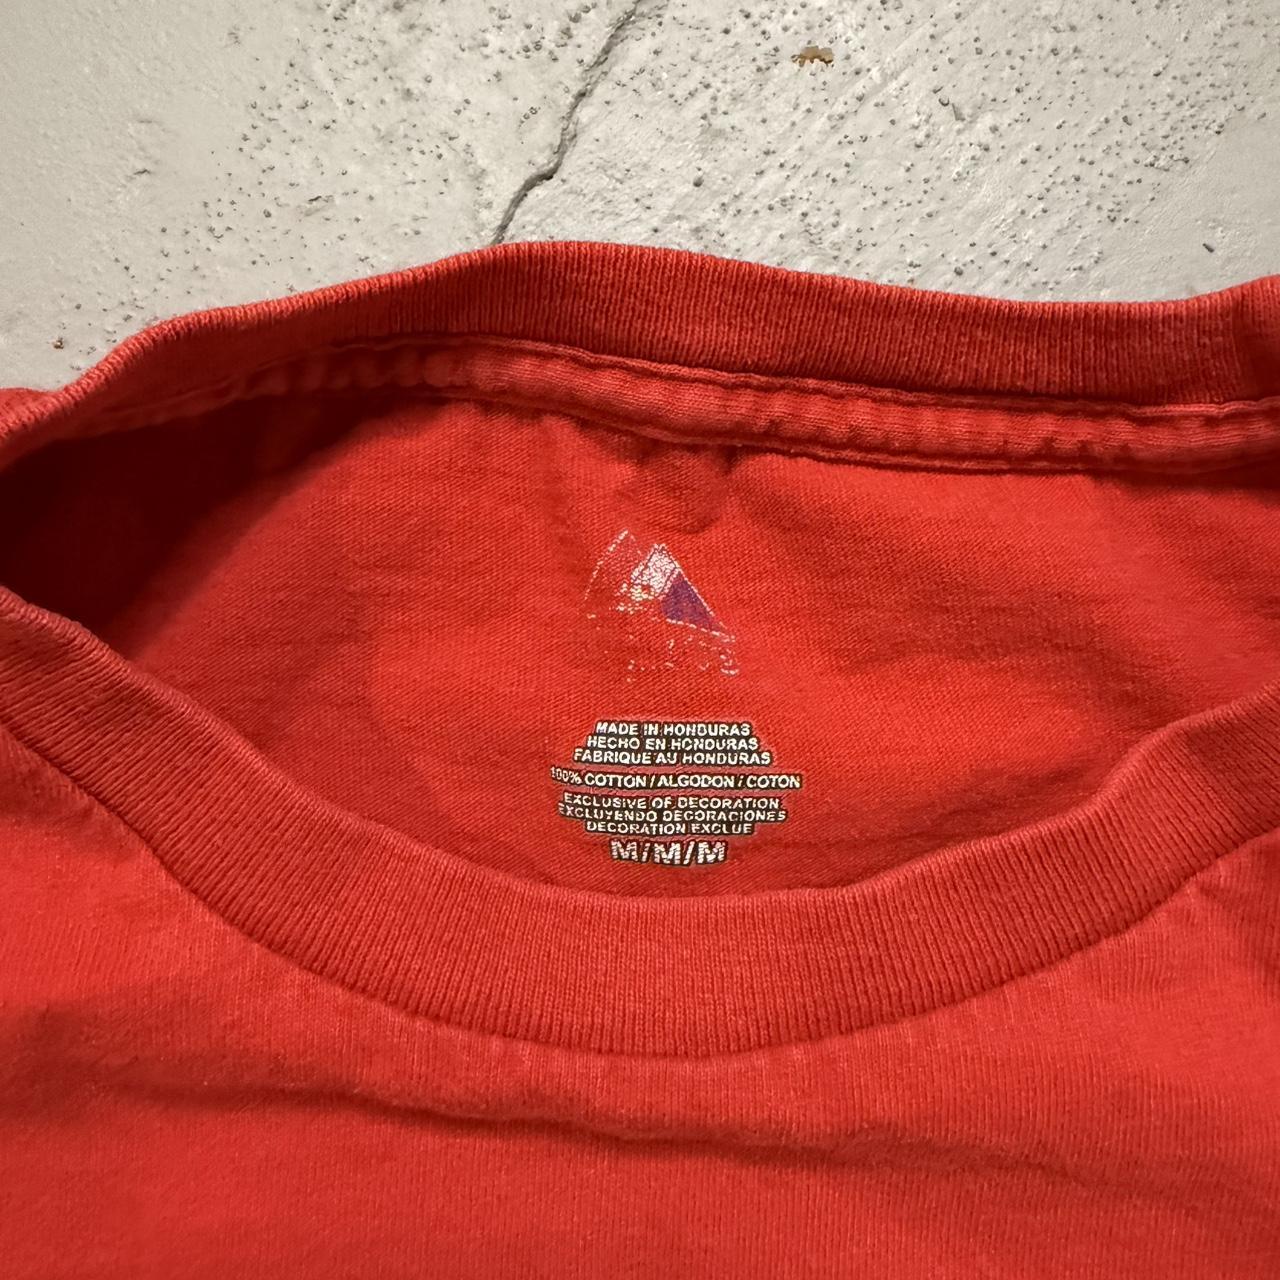 MADE IN HONDURAS
HECHO EN HONDURAS
FABRIQUE AU HONDURAS
100% COTTON / ALGODON / COTON
EXCLUSIVE OF DECORATION
EXCLUYENDO DECORACIONES
DECORATION EXCLUE
M/M/M